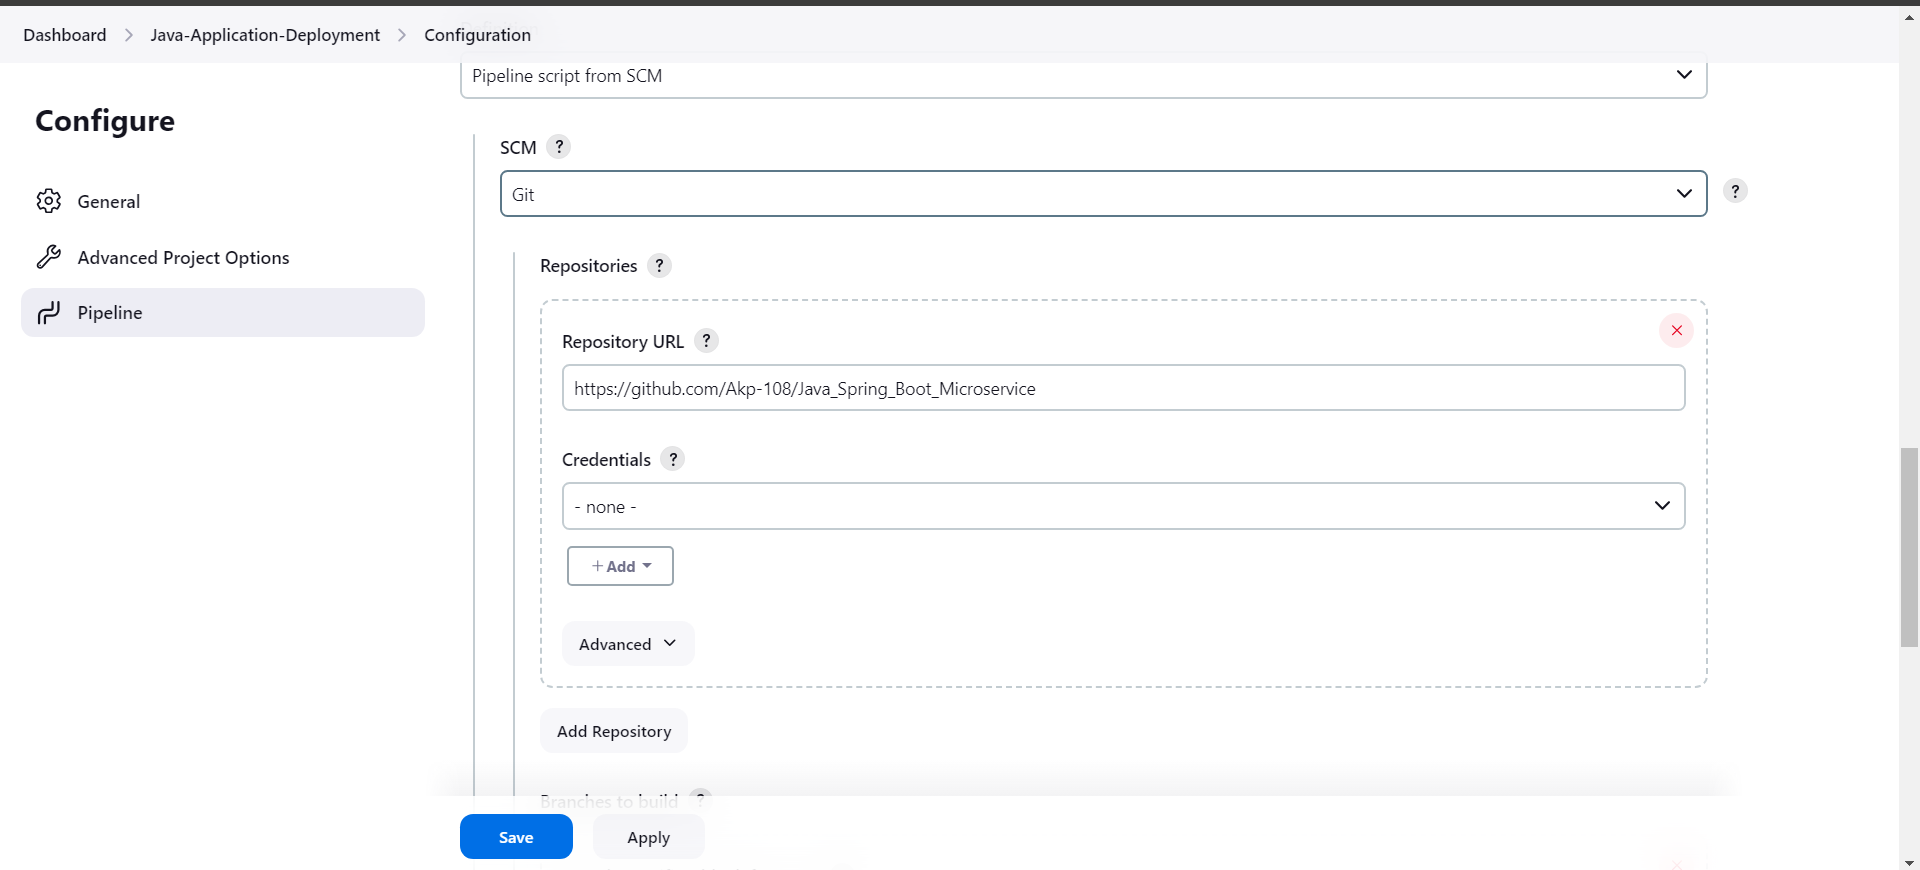 Dashboard > Java-Application-Deployment > Configuration
Pipeline script from SCM
Configure
General
Advanced Project Options
Pipeline
SCM ?
Git
?
Repositories ?
Repository URL ?
https://github.com/Akp-108/Java_Spring_Boot_Microservice
Credentials ?
- none -
+ Add
Advanced
Add Repository
Branches to build ?
Save
Apply